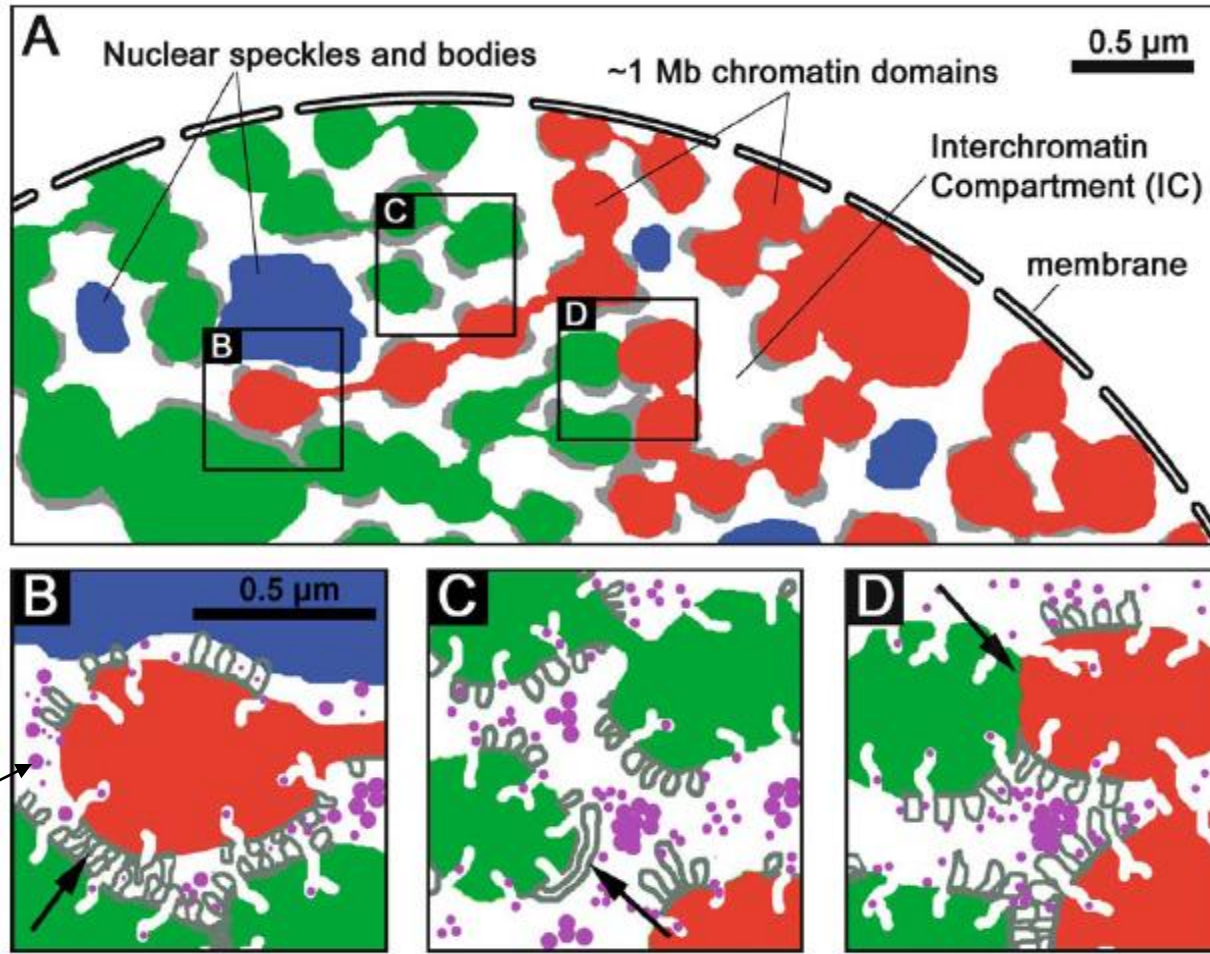 A
Nuclear speckles and bodies
~1 Mb chromatin domains
0.5 µm
Interchromatin
Compartment (IC)
membrane
C
D
B
B
0.5 µm
C
D